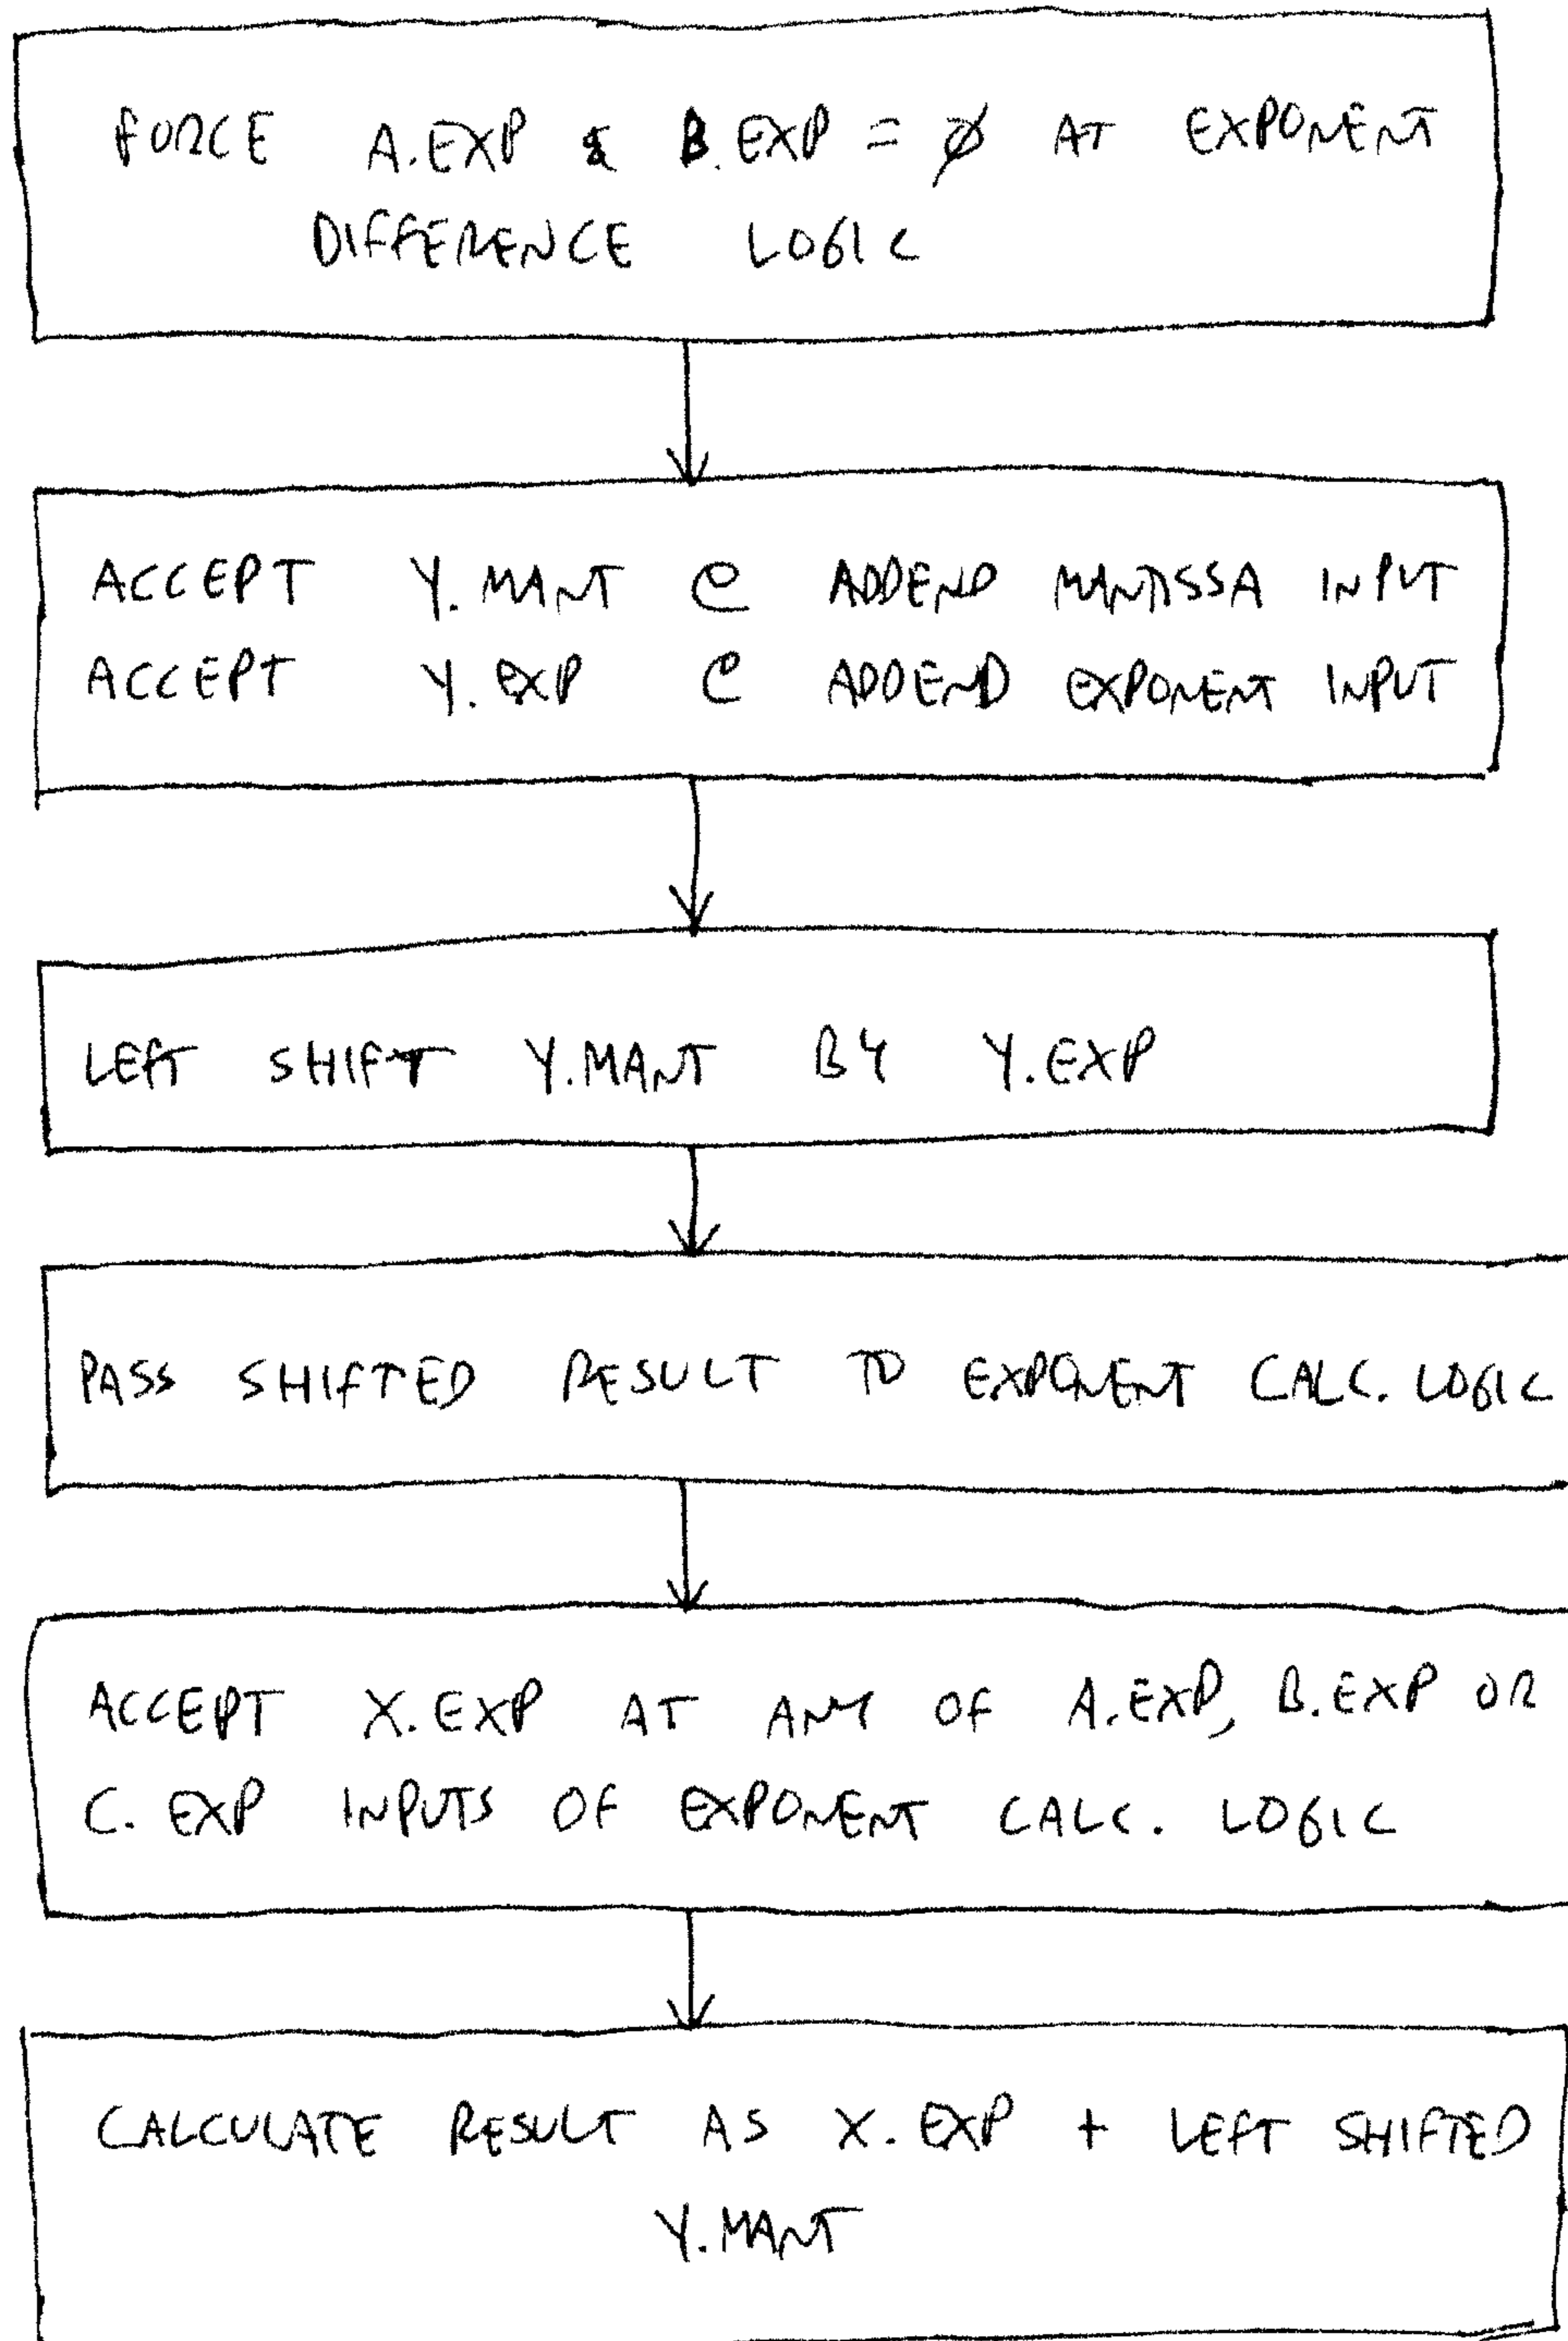 FORCE A.EXP & B.EXP = ∅ AT EXPONENT
DIFFERENCE LOGIC
ACCEPT Y.MANT @ ADDEND MANTISSA INPUT
ACCEPT Y.EXP @ ADDEND EXPONENT INPUT
LEFT SHIFT Y.MANT BY Y.EXP
PASS SHIFTED RESULT TO EXPONENT CALC. LOGIC
ACCEPT X.EXP AT ANY OF A.EXP, B.EXP OR
C.EXP INPUTS OF EXPONENT CALC. LOGIC
CALCULATE RESULT AS X.EXP + LEFT SHIFTED
Y.MANT